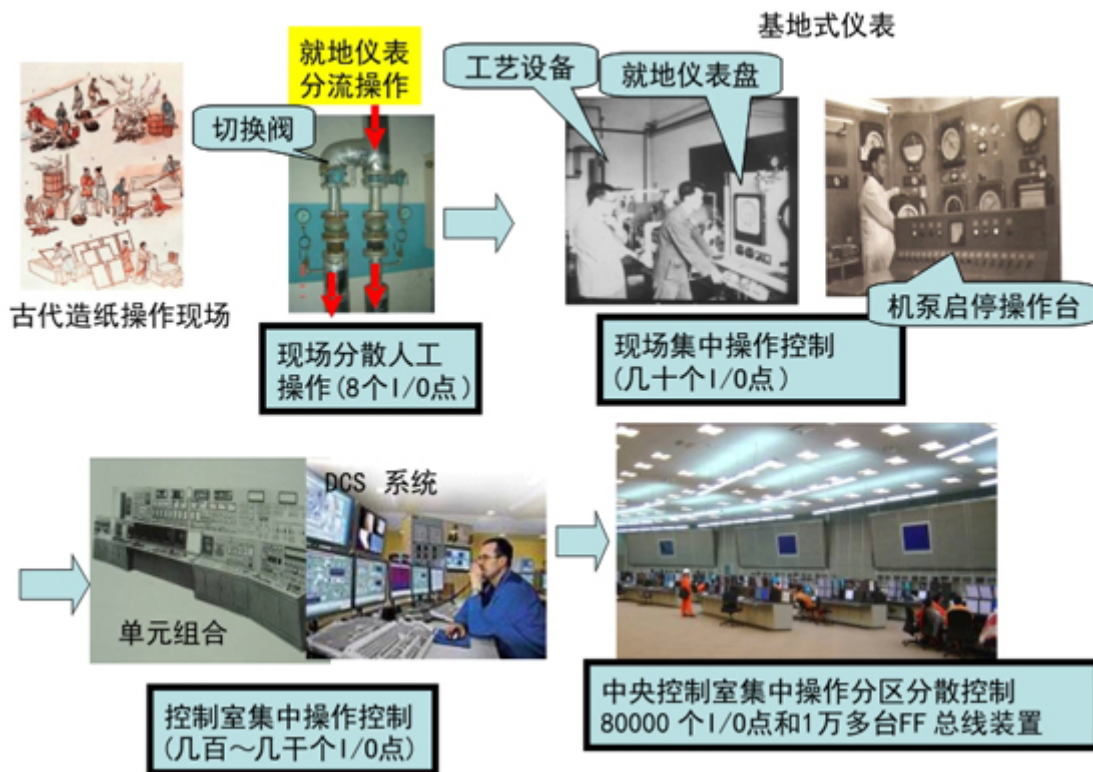 基地式仪表
就地仪表
分流操作
工艺设备
就地仪表盘
切换阀
古代造纸操作现场
机泵启停操作台
现场分散人工
操作(8个I/O点)
现场集中操作控制
(几十个I/O点)
DCS 系统
单元组合
控制室集中操作控制
(几百~几千个I/O点)
中央控制室集中操作分区分散控制
80000 个I/O点和1万多台FF 总线装置